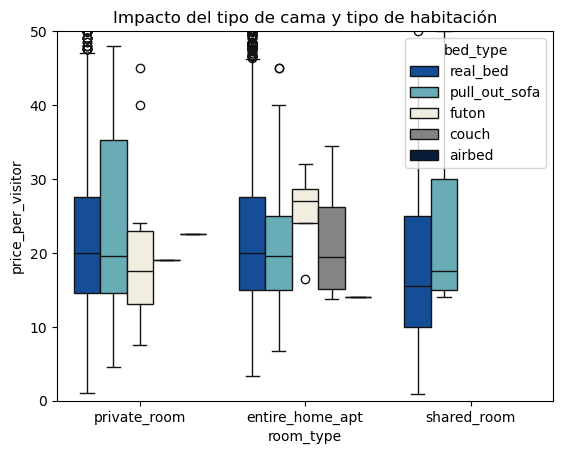 Impacto del tipo de cama y tipo de habitación
price_per_visitor
50
40
30
20
10
0
bed_type
real_bed
pull_out_sofa
futon
couch
airbed
private_room
entire_home_apt
shared_room
room_type